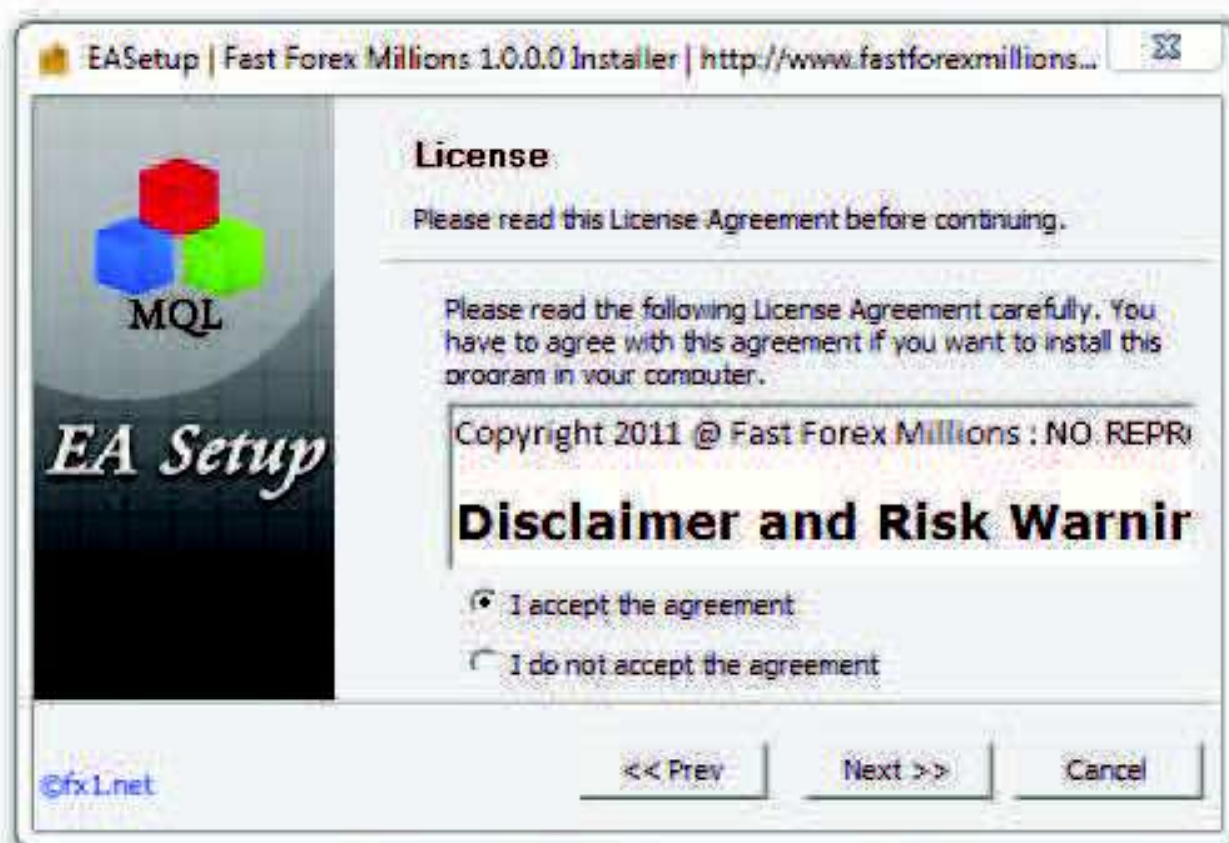 EASetup | Fast Forex Millions 1.0.0.0 Installer | http://www.fastforexmillions...
MQL
EA Setup
License
Please read this License Agreement before continuing.
Please read the following License Agreement carefully. You
have to agree with this agreement if you want to install this
program in your computer.
Copyright 2011 @ Fast Forex Millions : NO REPR
Disclaimer and Risk Warnin
I accept the agreement
I do not accept the agreement
©fx1.net
<< Prev
Next >>
Cancel